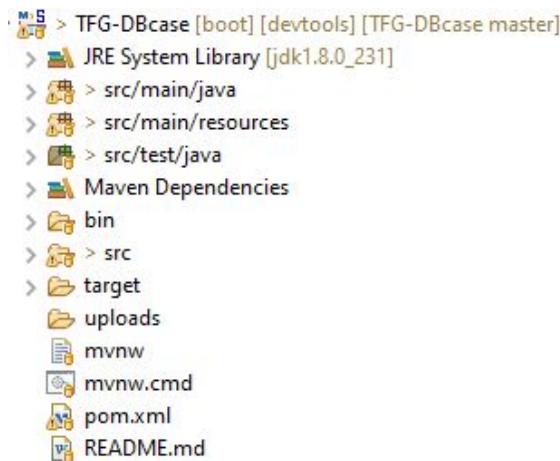 > TFG-DBcase [boot] [devtools] [TFG-DBcase master]
> JRE System Library [jdk1.8.0_231]
> > src/main/java
> > src/main/resources
> > src/test/java
> Maven Dependencies
> bin
> > src
> target
uploads
mvnw
mvnw.cmd
pom.xml
README.md